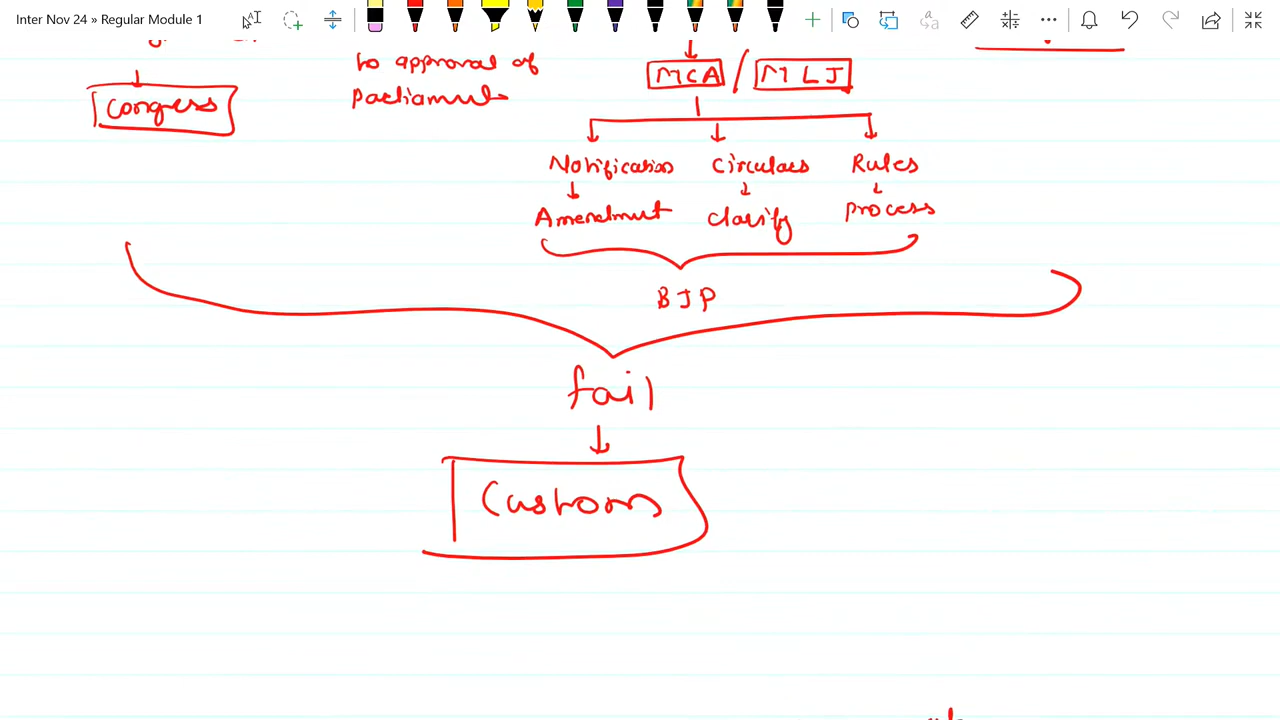 Inter Nov 24 » Regular Module 1
to approval of
Parliament
Congress
MCA / MLJ
Notification Circulars Rules
Amendment Clarify Process
BJP
fail
Customs